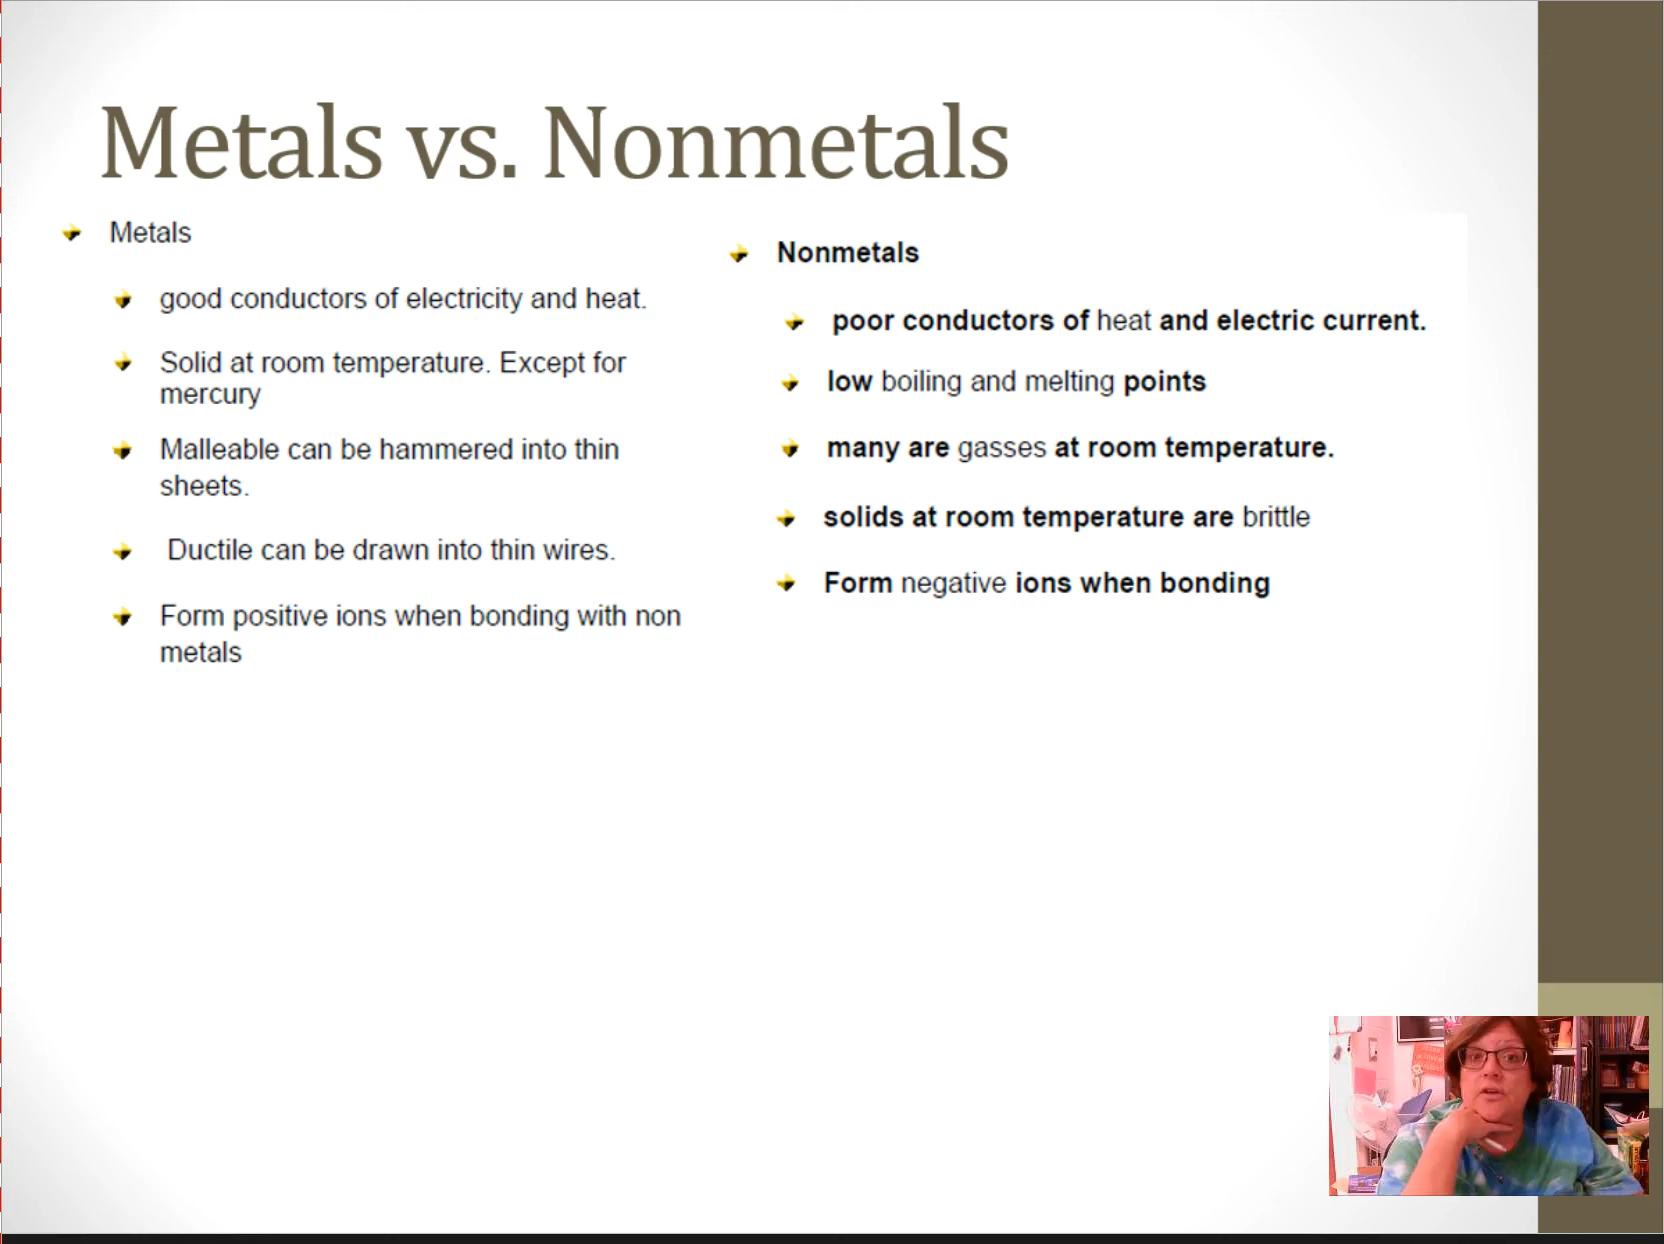 Metals vs. Nonmetals
Metals
good conductors of electricity and heat.
Solid at room temperature. Except for
mercury
Malleable can be hammered into thin
sheets.
Ductile can be drawn into thin wires.
Form positive ions when bonding with non
metals
Nonmetals
poor conductors of heat and electric current.
low boiling and melting points
many are gasses at room temperature.
solids at room temperature are brittle
Form negative ions when bonding